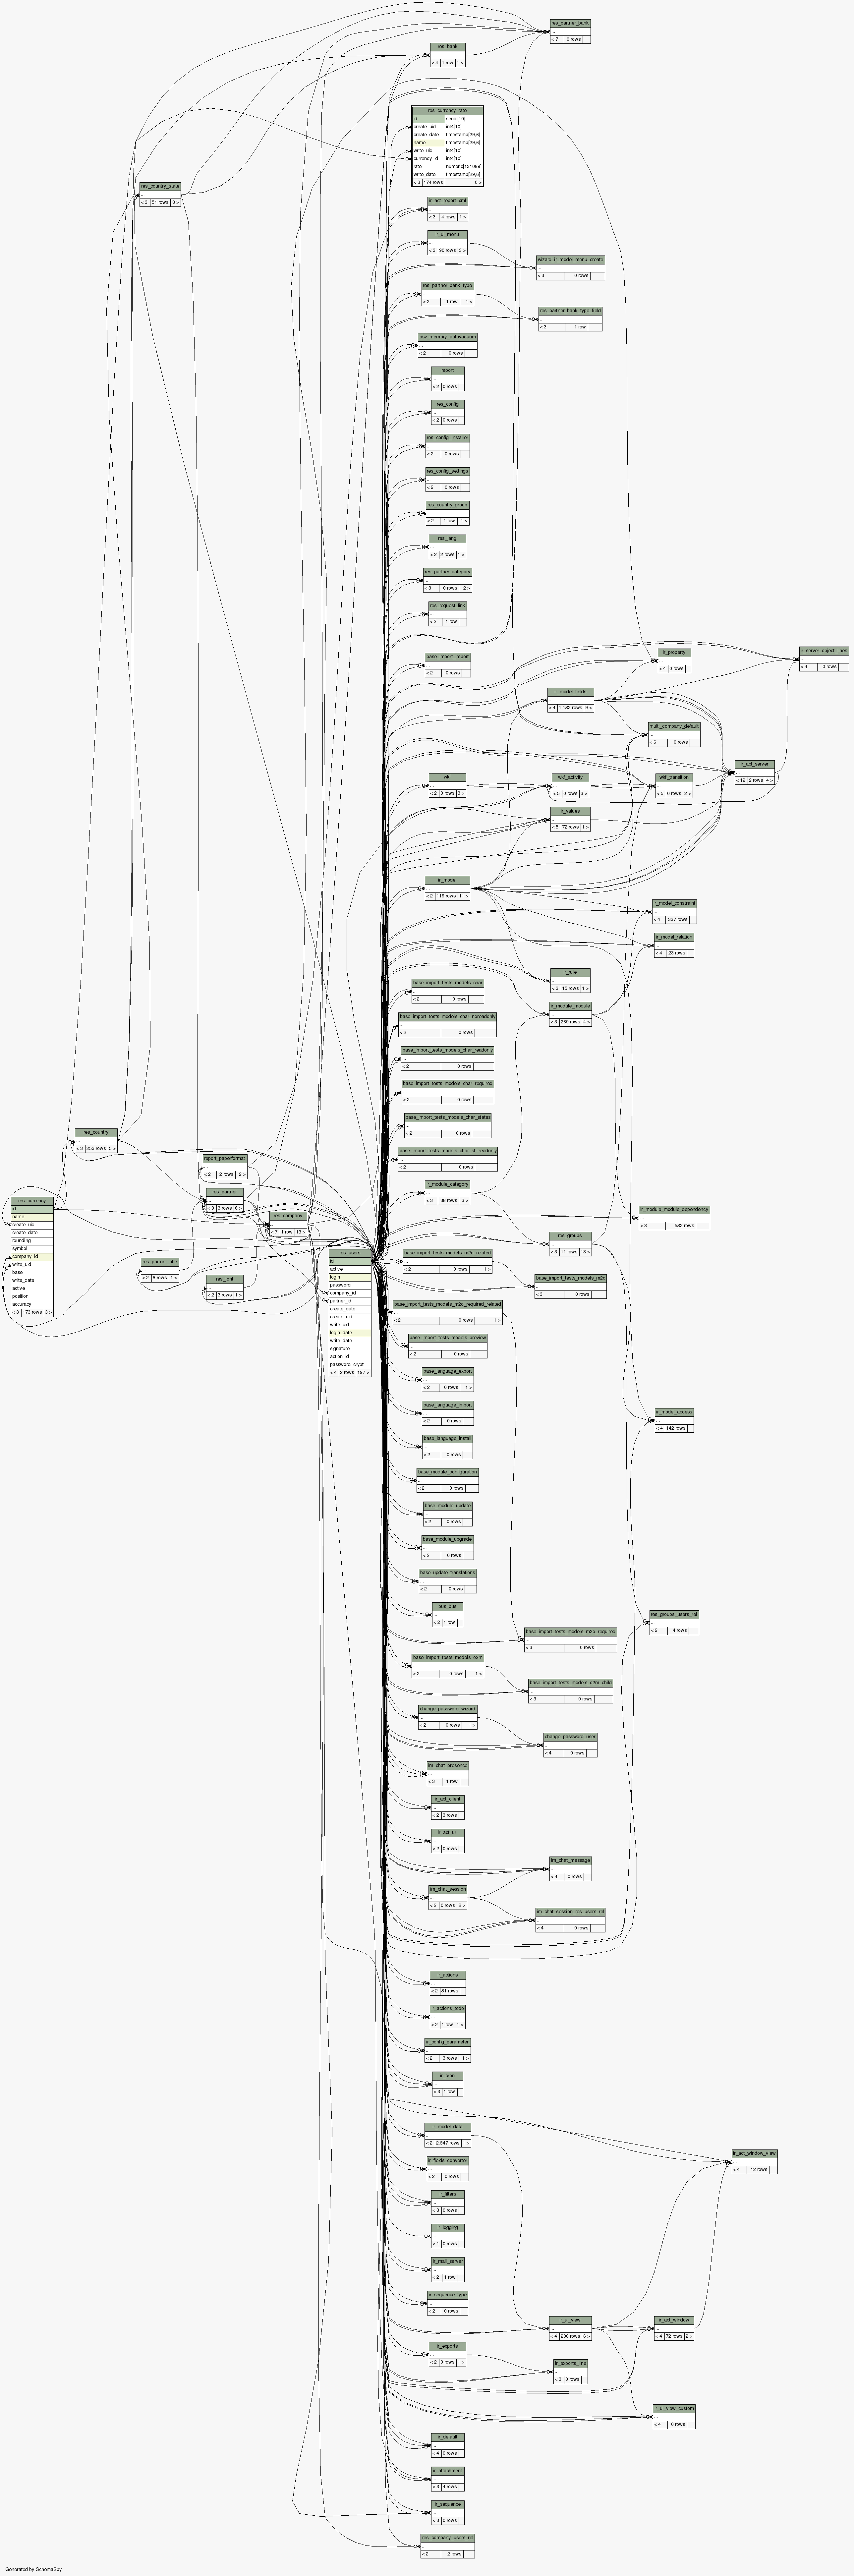 res_partner_bank
...
< 7 0 rows
res_bank
...
< 4 1 row 1 >
res_currency_rate
id serial[10]
create_uid int4[10]
create_date timestamp[29,6]
name timestamp[29,6]
write_uid int4[10]
currency_id int4[10]
rate numeric[131089]
write_date timestamp[29,6]
< 3 174 rows 0 >
res_country_state
...
< 3 51 rows 3 >
ir_act_report_xml
...
< 3 4 rows 1 >
ir_ui_menu
...
< 3 90 rows 3 >
wizard_ir_model_menu_create
...
< 3 0 rows
res_partner_bank_type
...
< 2 1 row 1 >
res_partner_bank_type_field
...
< 3 1 row
osv_memory_autovacuum
...
< 2 0 rows
report
...
< 2 0 rows
res_config
...
< 2 0 rows
res_config_installer
...
< 2 0 rows
res_config_settings
...
< 2 0 rows
res_country_group
...
< 2 1 row 1 >
res_lang
...
< 2 2 rows 1 >
res_partner_category
...
< 3 0 rows 2 >
res_request_link
...
< 2 1 row
base_import_import
...
< 2 0 rows
ir_property
...
< 4 0 rows
ir_server_object_lines
...
< 4 0 rows
ir_model_fields
...
< 4 1.182 rows 9 >
multi_company_default
...
< 6 0 rows
ir_act_server
...
< 12 2 rows 4 >
wkf
...
< 2 0 rows 3 >
wkf_activity
...
< 5 0 rows 3 >
wkf_transition
...
< 5 0 rows 2 >
ir_values
...
< 5 72 rows 1 >
ir_model
...
< 2 119 rows 11 >
ir_model_constraint
...
< 4 337 rows
ir_model_relation
...
< 4 23 rows
ir_rule
...
< 3 15 rows 1 >
base_import_tests_models_char
...
< 2 0 rows
ir_module_module
...
< 3 269 rows 4 >
base_import_tests_models_char_noreadonly
...
< 2 0 rows
base_import_tests_models_char_readonly
...
< 2 0 rows
base_import_tests_models_char_required
...
< 2 0 rows
base_import_tests_models_char_states
...
< 2 0 rows
res_country
...
< 3 253 rows 5 >
base_import_tests_models_char_stillreadonly
...
< 2 0 rows
report_paperformat
...
< 2 2 rows 2 >
ir_module_category
...
< 3 38 rows 3 >
res_partner
...
< 9 3 rows 6 >
res_currency
id
name
create_uid
create_date
rounding
symbol
company_id
write_uid
base
write_date
active
position
accuracy
< 3 173 rows 3 >
res_company
...
< 7 1 row 13 >
ir_module_module_dependency
...
< 3 582 rows
res_groups
...
< 3 11 rows 13 >
res_users
id
active
login
password
company_id
partner_id
create_date
create_uid
write_uid
login_date
write_date
signature
action_id
password_crypt
< 4 2 rows 197 >
base_import_tests_models_m2o_related
...
< 2 0 rows 1 >
res_partner_title
...
< 2 8 rows 1 >
res_font
...
< 2 3 rows 1 >
base_import_tests_models_m2o
...
< 3 0 rows
base_import_tests_models_m2o_required_related
...
< 2 0 rows 1 >
base_import_tests_models_preview
...
< 2 0 rows
base_language_export
...
< 2 0 rows 1 >
base_language_import
...
< 2 0 rows
ir_model_access
...
< 4 142 rows
base_language_install
...
< 2 0 rows
base_module_configuration
...
< 2 0 rows
base_module_update
...
< 2 0 rows
base_module_upgrade
...
< 2 0 rows
base_update_translations
...
< 2 0 rows
bus_bus
...
< 2 1 row
res_groups_users_rel
...
< 2 4 rows
base_import_tests_models_m2o_required
...
< 3 0 rows
base_import_tests_models_o2m
...
< 2 0 rows 1 >
base_import_tests_models_o2m_child
...
< 3 0 rows
change_password_wizard
...
< 2 0 rows 1 >
change_password_user
...
< 4 0 rows
im_chat_presence
...
< 3 1 row
ir_act_client
...
< 2 3 rows
ir_act_url
...
< 2 0 rows
im_chat_message
...
< 4 0 rows
im_chat_session
...
< 2 0 rows 2 >
im_chat_session_res_users_rel
...
< 4 0 rows
ir_actions
...
< 2 81 rows
ir_actions_todo
...
< 2 1 row 1 >
ir_config_parameter
...
< 2 3 rows 1 >
ir_cron
...
< 3 1 row
ir_model_data
...
< 2 2.847 rows 1 >
ir_act_window_view
...
< 4 12 rows
ir_fields_converter
...
< 2 0 rows
ir_filters
...
< 3 0 rows
ir_logging
...
< 1 0 rows
ir_mail_server
...
< 2 1 row
ir_sequence_type
...
< 2 0 rows
ir_ui_view
...
< 4 200 rows 6 >
ir_act_window
...
< 4 72 rows 2 >
ir_exports
...
< 2 0 rows 1 >
ir_exports_line
...
< 3 0 rows
ir_ui_view_custom
...
< 4 0 rows
ir_default
...
< 4 0 rows
ir_attachment
...
< 3 4 rows
ir_sequence
...
< 3 0 rows
res_company_users_rel
...
< 2 2 rows
Generated by SchemaSpy